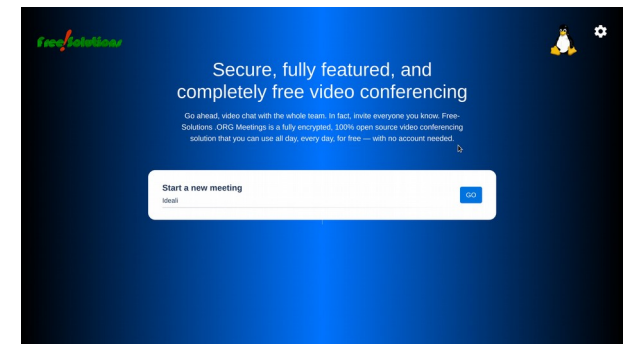 Free!Solutions
Secure, fully featured, and
completely free video conferencing
Go ahead, video chat with the whole team. In fact, invite everyone you know. Free-
Solutions .ORG Meetings is a fully encrypted, 100% open source video conferencing
solution that you can use all day, every day, for free — with no account needed.
Start a new meeting
Ideali
GO